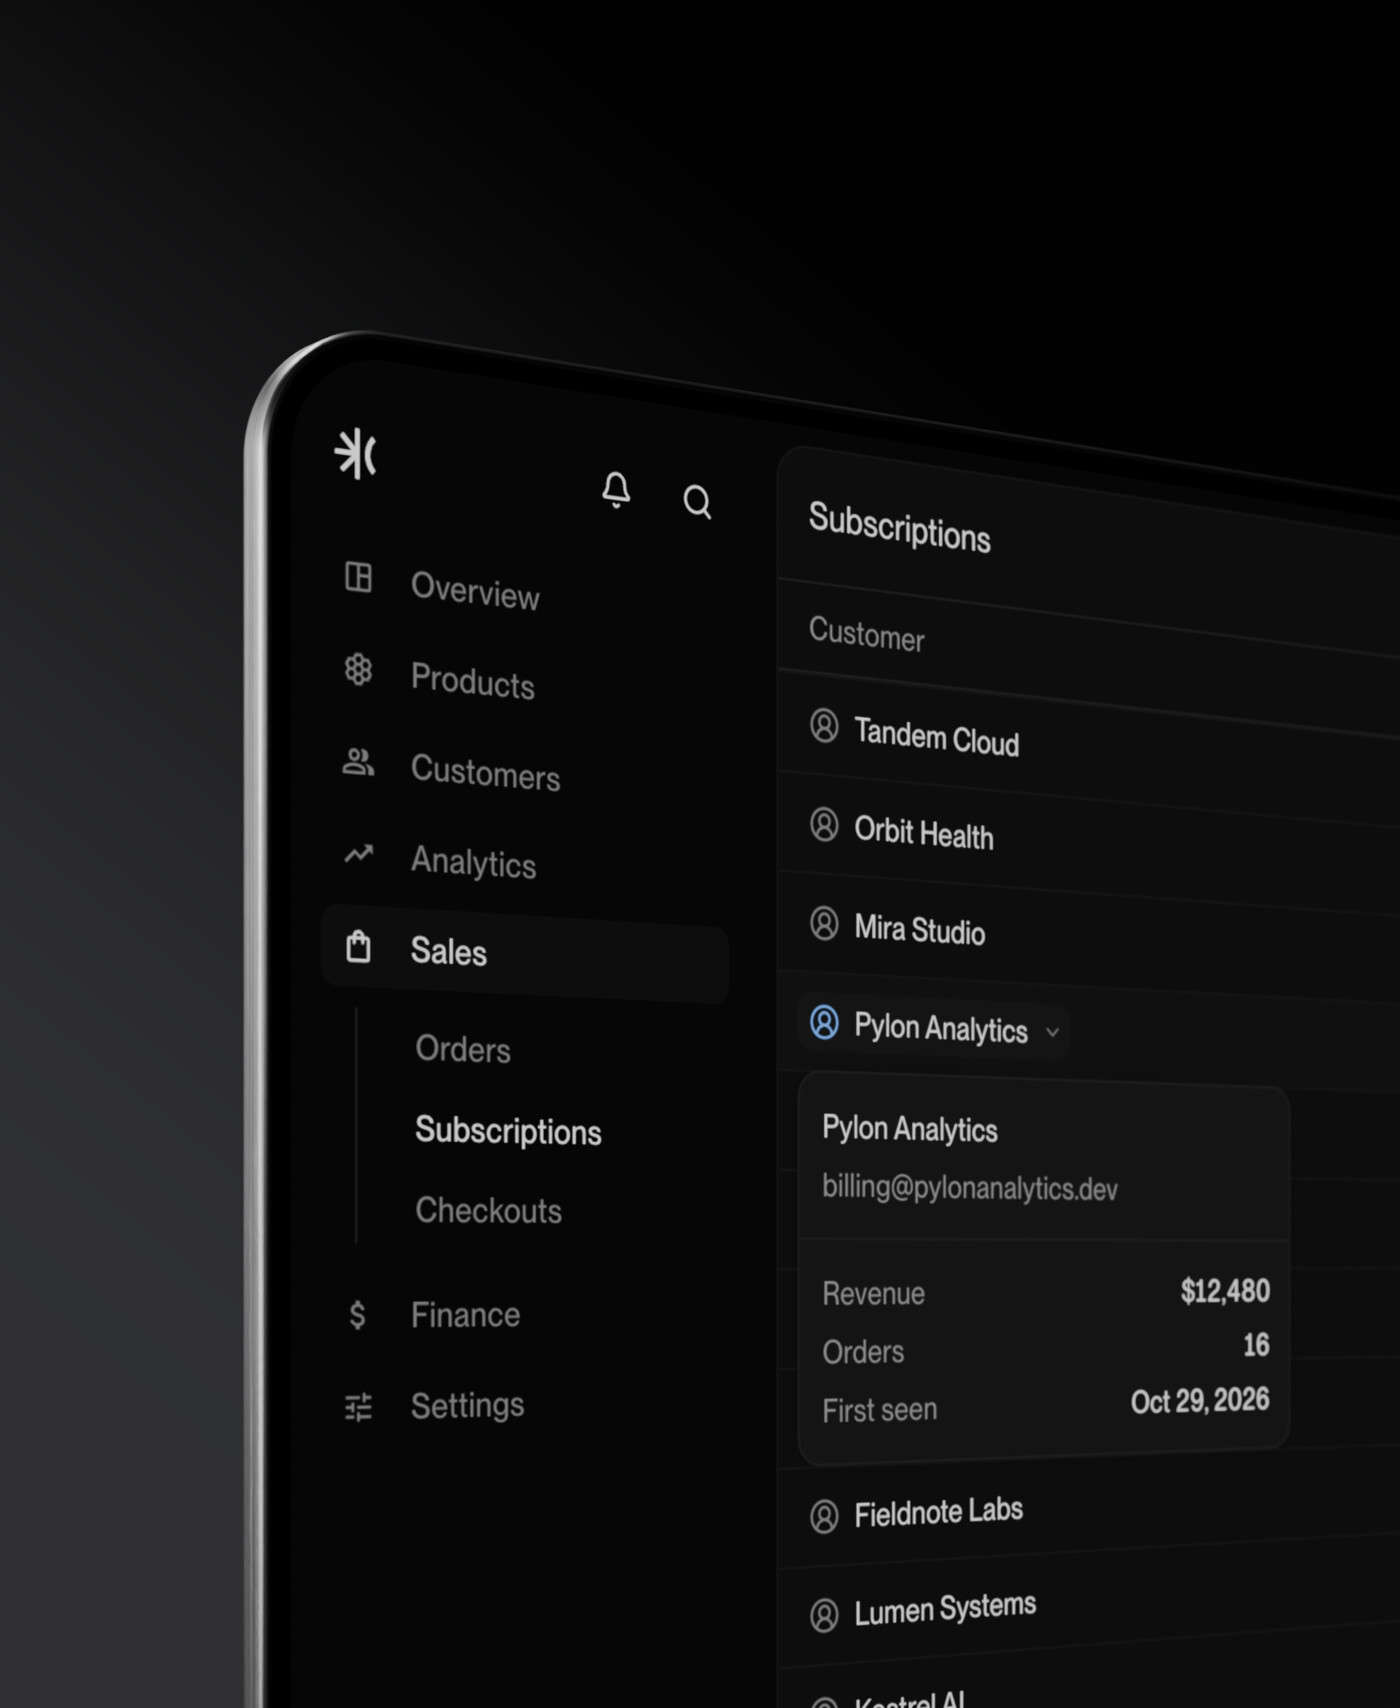 Overview
Products
Customers
Analytics
Sales
Orders
Subscriptions
Checkouts
Finance
Settings
Subscriptions
Customer
Tandem Cloud
Orbit Health
Mira Studio
Pylon Analytics
Pylon Analytics
billing@pylonanalytics.dev
Revenue $12,480
Orders 16
First seen Oct 29, 2026
Fieldnote Labs
Lumen Systems
Kestrel AI